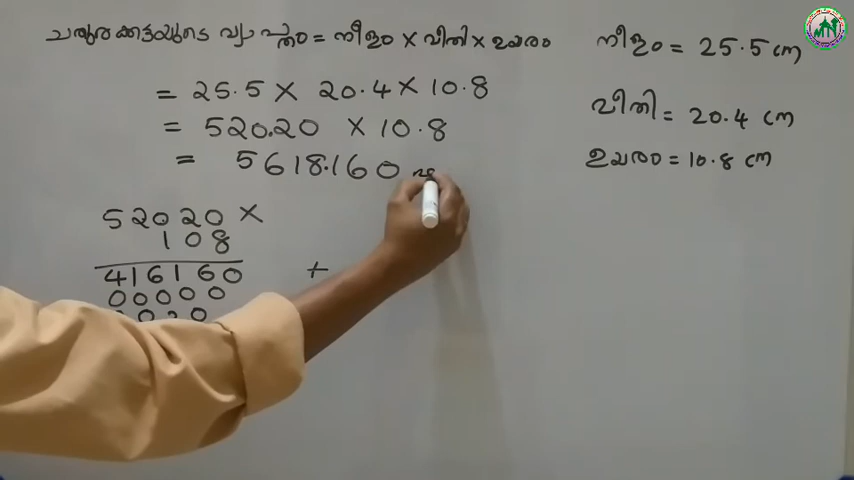 ചതുരക്കട്ടയുടെ വ്യാപ്തം = നീളം × വീതി × ഉയരം
= 25.5 × 20.4 × 10.8
= 520.20 × 10.8
= 5618.160
52020 ×
108
416160 +
00000
നീളം = 25.5 cm
വീതി = 20.4 cm
ഉയരം = 10.8 cm